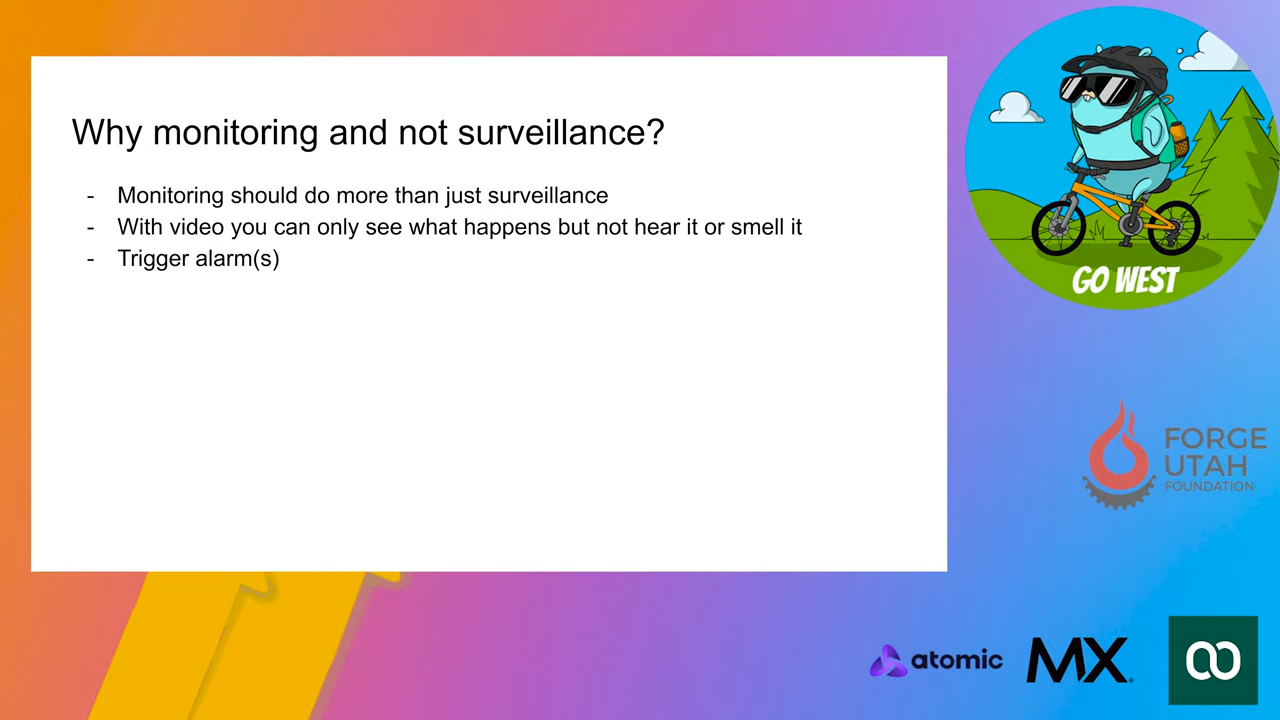 Why monitoring and not surveillance?
- Monitoring should do more than just surveillance
- With video you can only see what happens but not hear it or smell it
- Trigger alarm(s)
GO WEST
FORGE
UTAH
FOUNDATION
atomic
MX